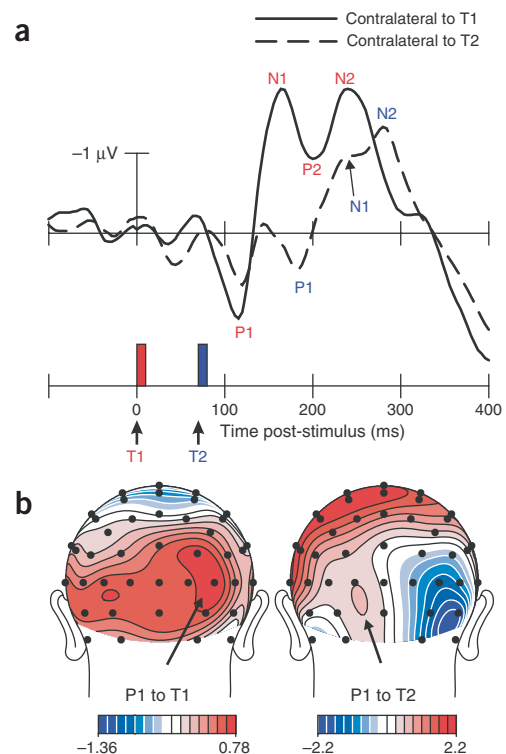 a
Contralateral to T1
Contralateral to T2
N1
N2
N2
–1 µV
P2
N1
P1
P1
0
100
200
300
400
Time post-stimulus (ms)
T1
T2
b
P1 to T1
P1 to T2
–1.36
0.78
–2.2
2.2